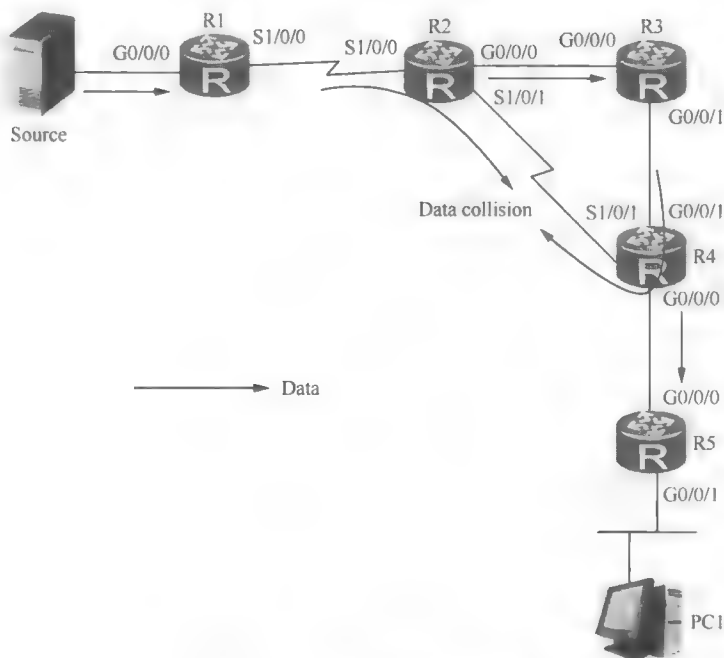 R1
R2
R3
G0/0/0
S1/0/0
S1/0/0
G0/0/0
G0/0/0
R
R
R
S1/0/1
G0/0/1
Source
Data collision
S1/0/1
G0/0/1
R
R4
G0/0/0
Data
G0/0/0
R
R5
G0/0/1
PC1